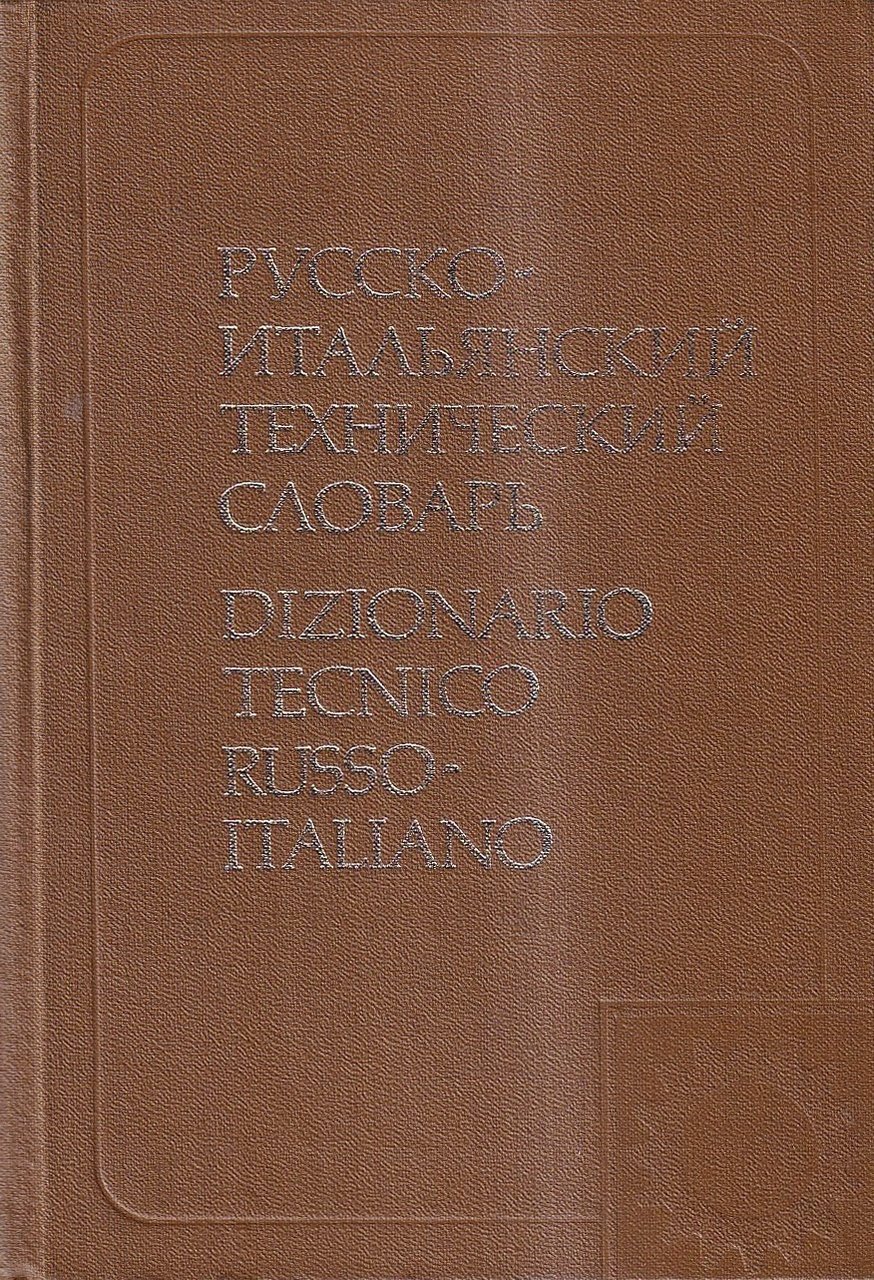 РУССКО-
ИТАЛЬЯНСКИЙ
ТЕХНИЧЕСКИЙ
СЛОВАРЬ
DIZIONARIO
TECNICO
RUSSO-
ITALIANO